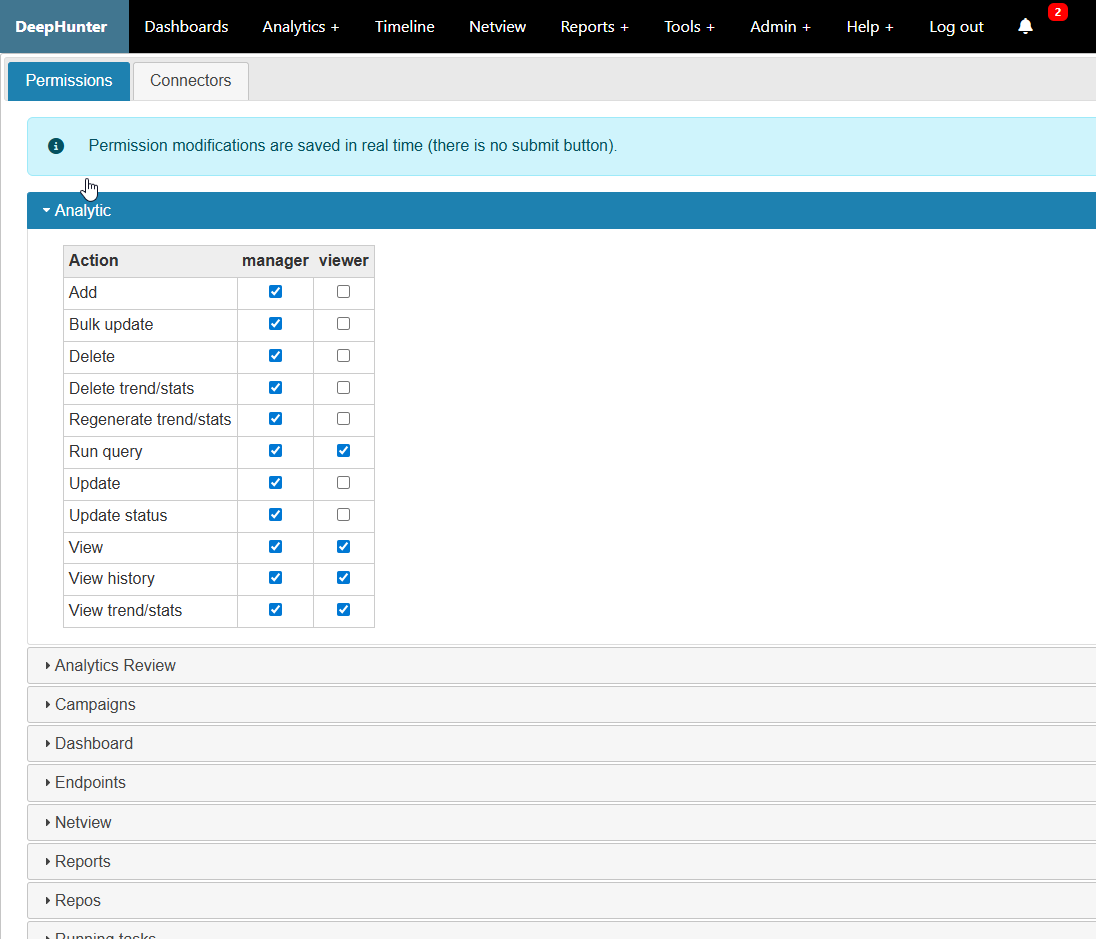 DeepHunter Dashboards Analytics + Timeline Netview Reports + Tools + Admin + Help + Log out 2
Permissions Connectors
Permission modifications are saved in real time (there is no submit button).
Analytic
Action manager viewer
Add
Bulk update
Delete
Delete trend/stats
Regenerate trend/stats
Run query
Update
Update status
View
View history
View trend/stats
Analytics Review
Campaigns
Dashboard
Endpoints
Netview
Reports
Repos
Running tasks